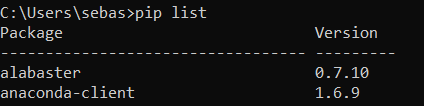 C:\Users\sebas>pip list
Package                            Version
---------------------------------- ---------
alabaster                          0.7.10
anaconda-client                    1.6.9